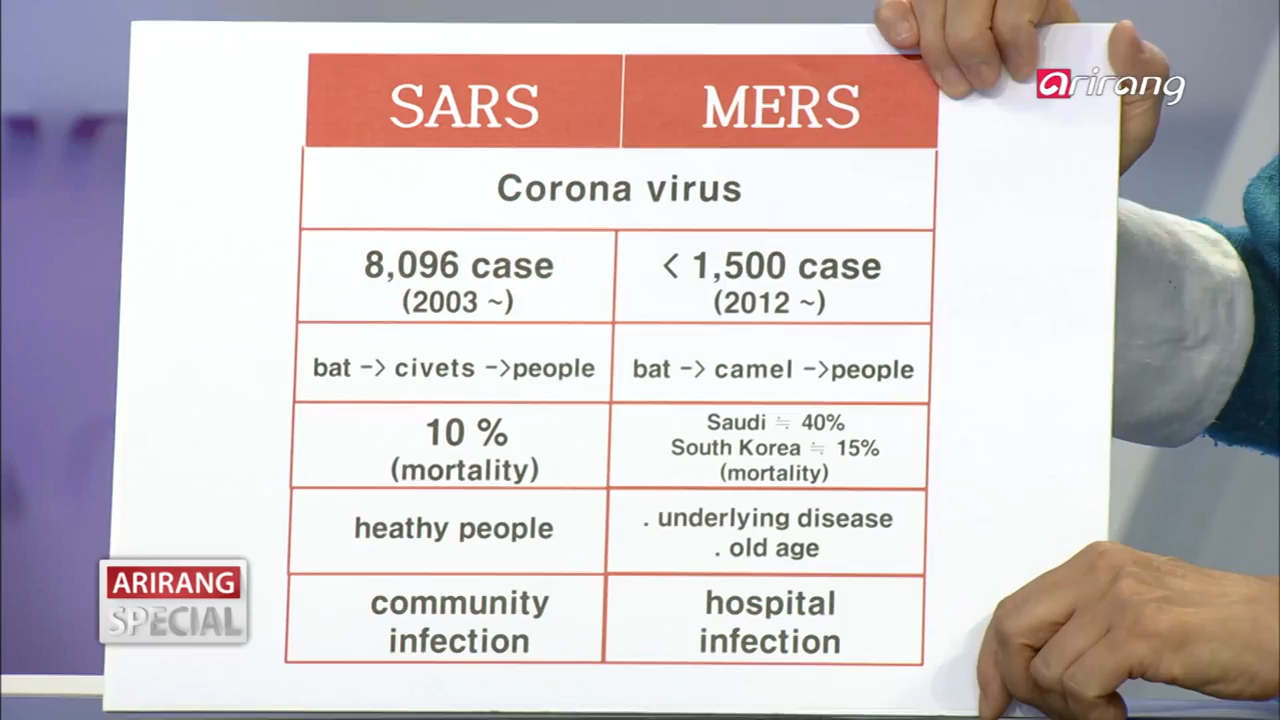 arirang
SARS MERS
Corona virus
8,096 case < 1,500 case
(2003 ~) (2012 ~)
bat -> civets ->people bat -> camel ->people
10 % Saudi ≒ 40%
(mortality) South Korea ≒ 15%
(mortality)
heathy people . underlying disease
. old age
community hospital
infection infection
ARIRANG
SPECIAL